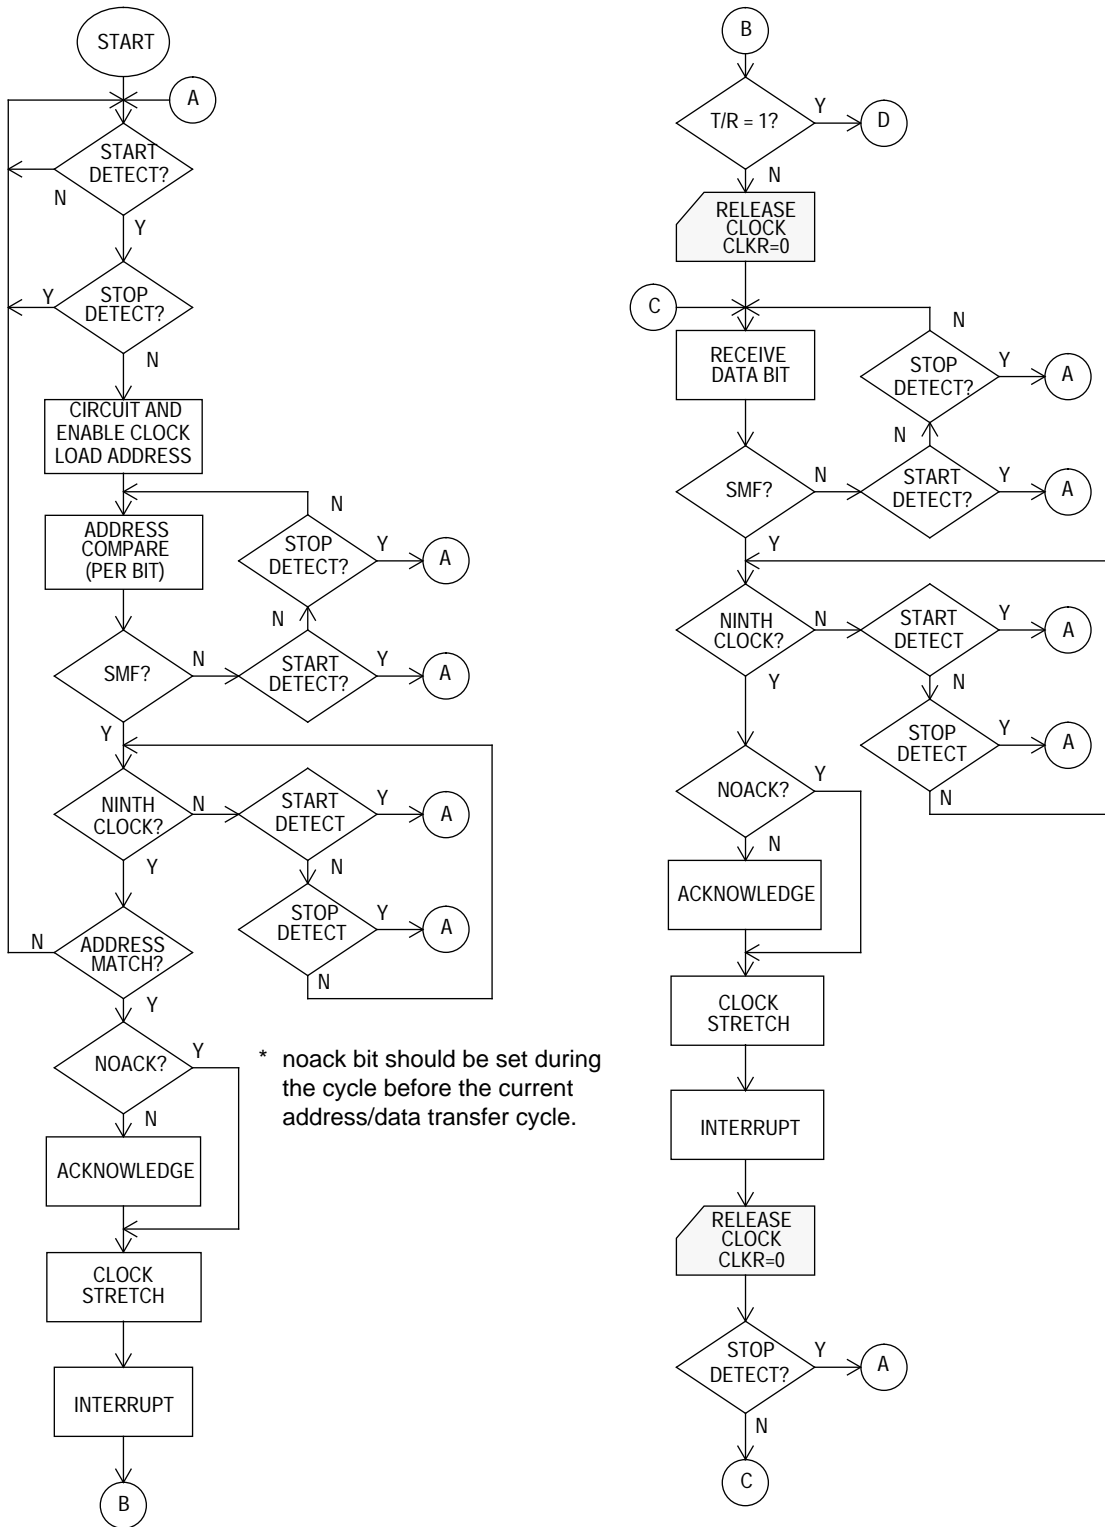 START
A
START
DETECT?
N
Y
STOP
DETECT?
Y
N
CIRCUIT AND
ENABLE CLOCK
LOAD ADDRESS
ADDRESS
COMPARE
(PER BIT)
N
STOP
DETECT?
Y
A
N
SMF?
N
START
DETECT?
Y
A
Y
NINTH
CLOCK?
N
START
DETECT
Y
A
Y
N
STOP
DETECT
Y
A
N
ADDRESS
MATCH?
N
Y
NOACK?
Y
N
* noack bit should be set during
the cycle before the current
address/data transfer cycle.
ACKNOWLEDGE
CLOCK
STRETCH
INTERRUPT
B
B
T/R = 1?
Y
D
N
RELEASE
CLOCK
CLKR=0
C
RECEIVE
DATA BIT
N
STOP
DETECT?
Y
A
N
SMF?
N
START
DETECT?
Y
A
Y
NINTH
CLOCK?
N
START
DETECT
Y
A
Y
N
STOP
DETECT
Y
A
N
NOACK?
Y
N
ACKNOWLEDGE
CLOCK
STRETCH
INTERRUPT
RELEASE
CLOCK
CLKR=0
STOP
DETECT?
Y
A
N
C